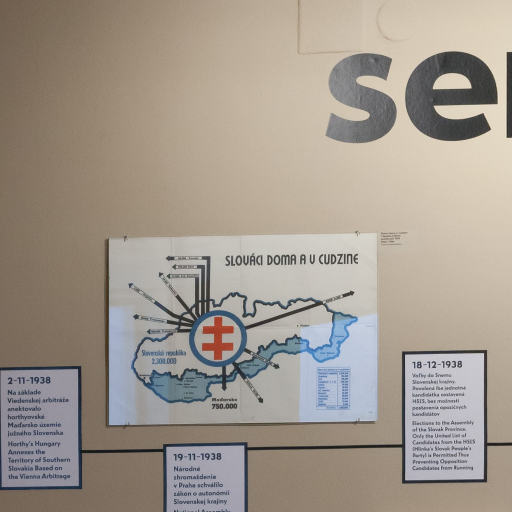 se
SLOVÁCI DOMA A V CUDZINE
Slovenská republika
2,300.000
Maďarsko
750.000
2-11-1938
Na základe
Viedenskej arbitráže
anektovalo
horthyovské
Maďarsko územie
južného Slovenska
Horthy's Hungary
Annexes the
Territory of Southern
Slovakia Based on
the Vienna Arbitrage
19-11-1938
Národné
zhromaždenie
v Prahe schválilo
zákon o autonómii
Slovenskej krajiny
National Assembly
18-12-1938
Voľby do Snemu
Slovenskej krajiny.
Povolená iba jednotná
kandidátka zostavená
HSĽS, bez možnosti
postavenia opozičných
kandidátov
Elections to the Assembly
of the Slovak Province.
Only the United List of
Candidates from the HSĽS
(Hlinka's Slovak People's
Party) is Permitted Thus
Preventing Opposition
Candidates from Running